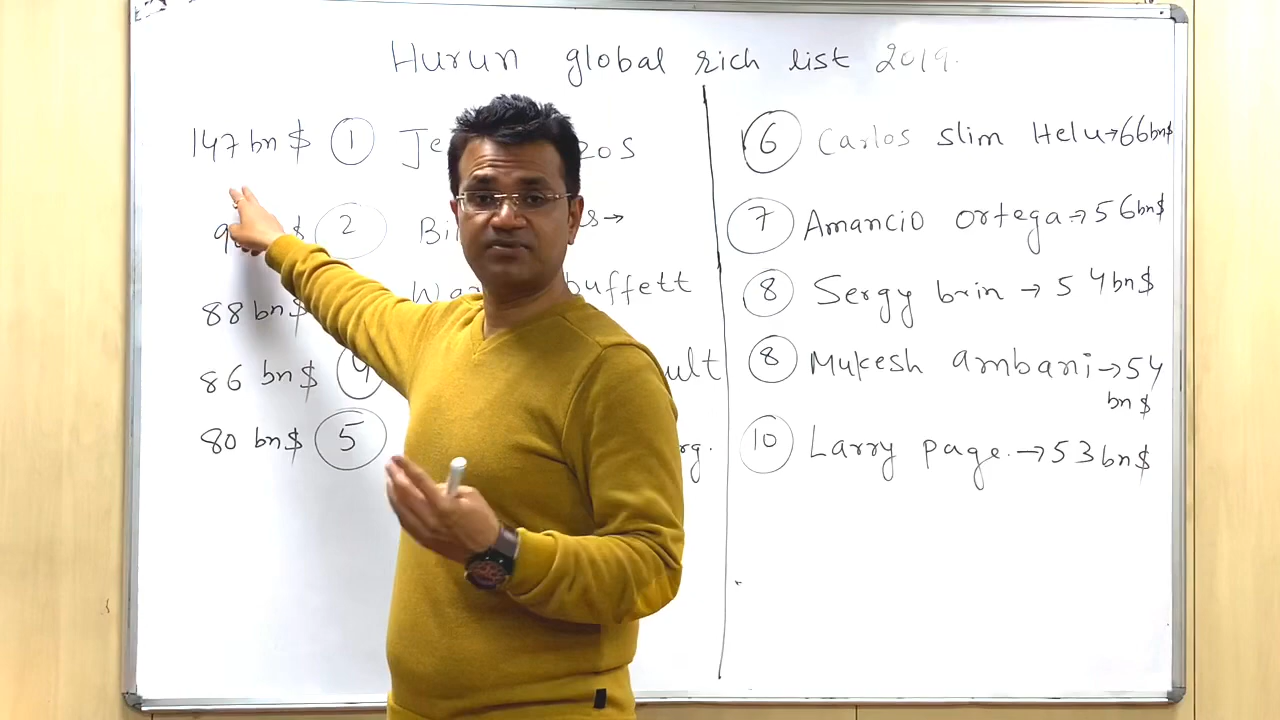 Hurun global rich list 2019.
147 bn $ 1
$ 2
88 bn $ buffett
86 bn $ 4
80 bn $ 5
6 Carlos slim Helu → 66bn$
7 Amancio ortega → 56bn$
8 Sergy brin → 54bn$
8 Mukesh ambani → 54
bn $
10 Larry page. → 53bn$